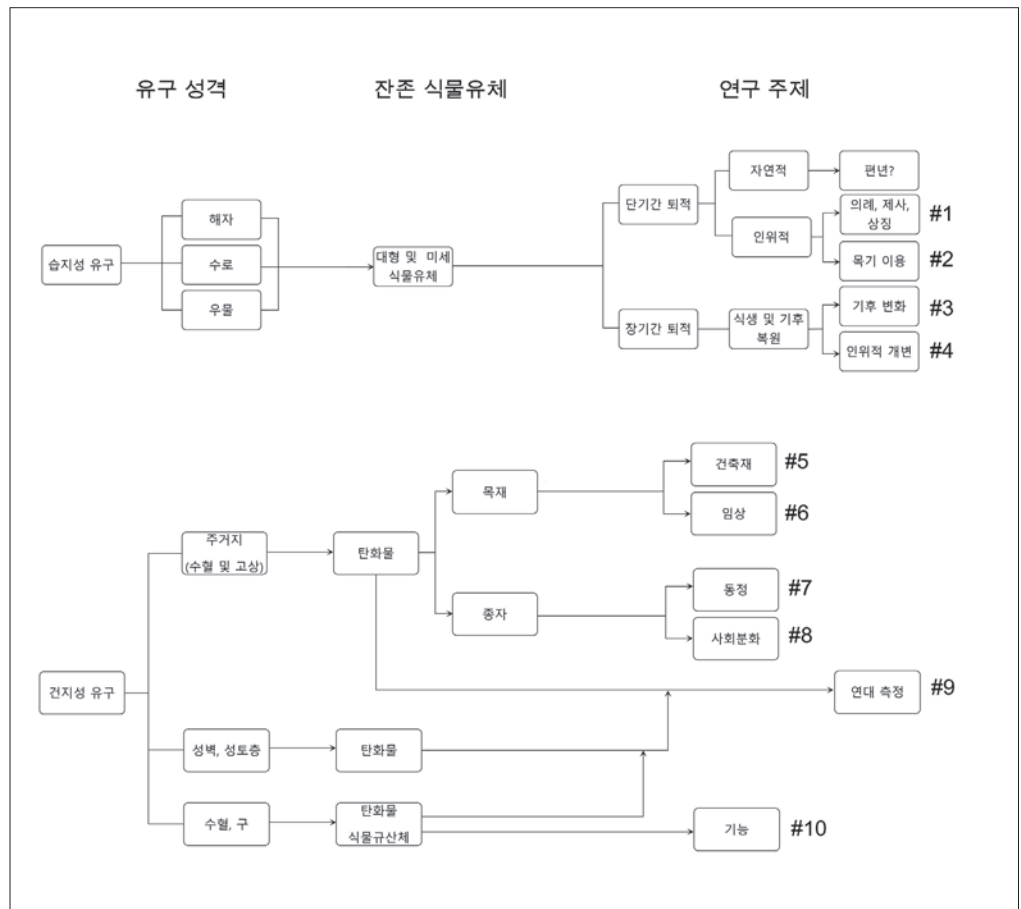 유구 성격
잔존 식물유체
연구 주제
습지성 유구
해자
수로
우물
대형 및 미세
식물유체
단기간 퇴적
자연적
편년?
인위적
의례, 제사,
상징
#1
목기 이용
#2
장기간 퇴적
식생 및 기후
복원
기후 변화
#3
인위적 개변
#4
건지성 유구
주거지
(수혈 및 고상)
탄화물
목재
건축재
#5
임상
#6
종자
동정
#7
사회분화
#8
연대 측정
#9
성벽, 성토층
탄화물
수혈, 구
탄화물
식물규산체
기능
#10